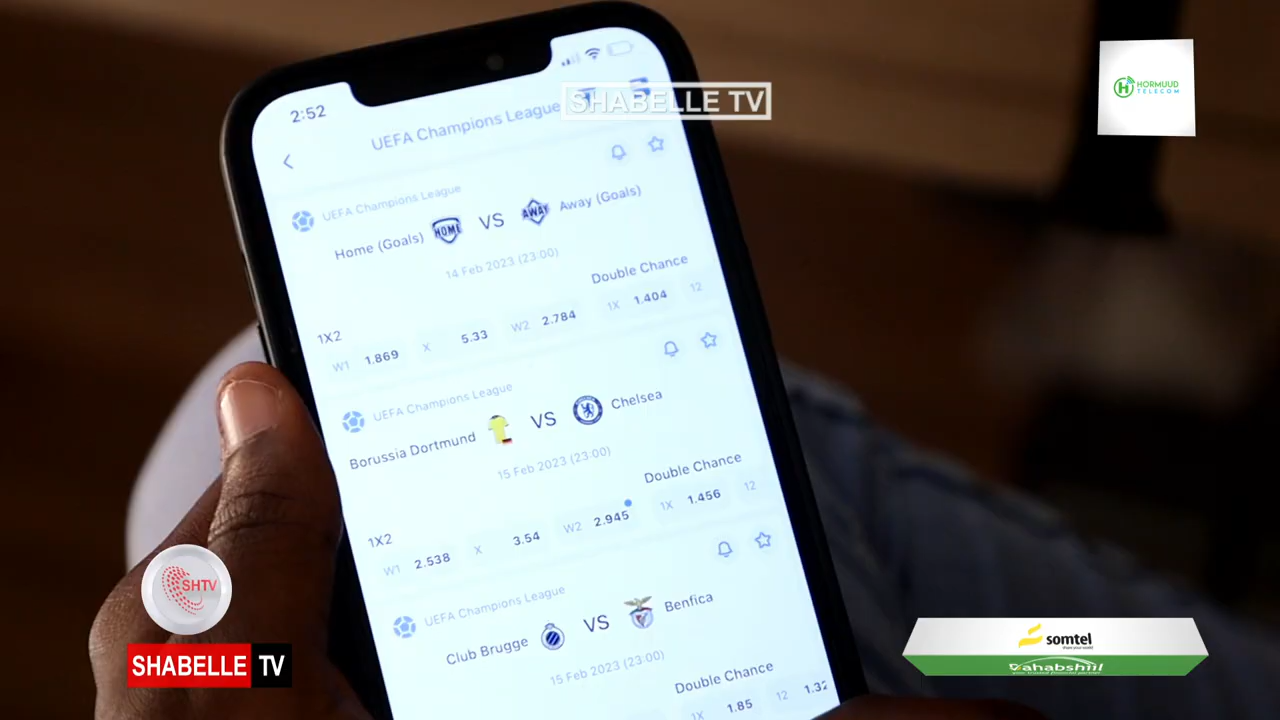 2:52
UEFA Champions League
SHABELLE TV
HORMUUD
TELECOM
UEFA Champions League
Home (Goals) HOME VS AWAY Away (Goals)
14 Feb 2023 (23:00)
1X2 Double Chance
W1 1.869 X 5.33 W2 2.784 1X 1.404 12
UEFA Champions League
Borussia Dortmund VS Chelsea
15 Feb 2023 (23:00)
1X2 Double Chance
W1 2.538 X 3.54 W2 2.945 1X 1.456 12
UEFA Champions League
Club Brugge VS Benfica
15 Feb 2023 (23:00)
Double Chance
1X 1.85 12 1.32
SHTV
SHABELLE TV
somtel
Dahabshiil